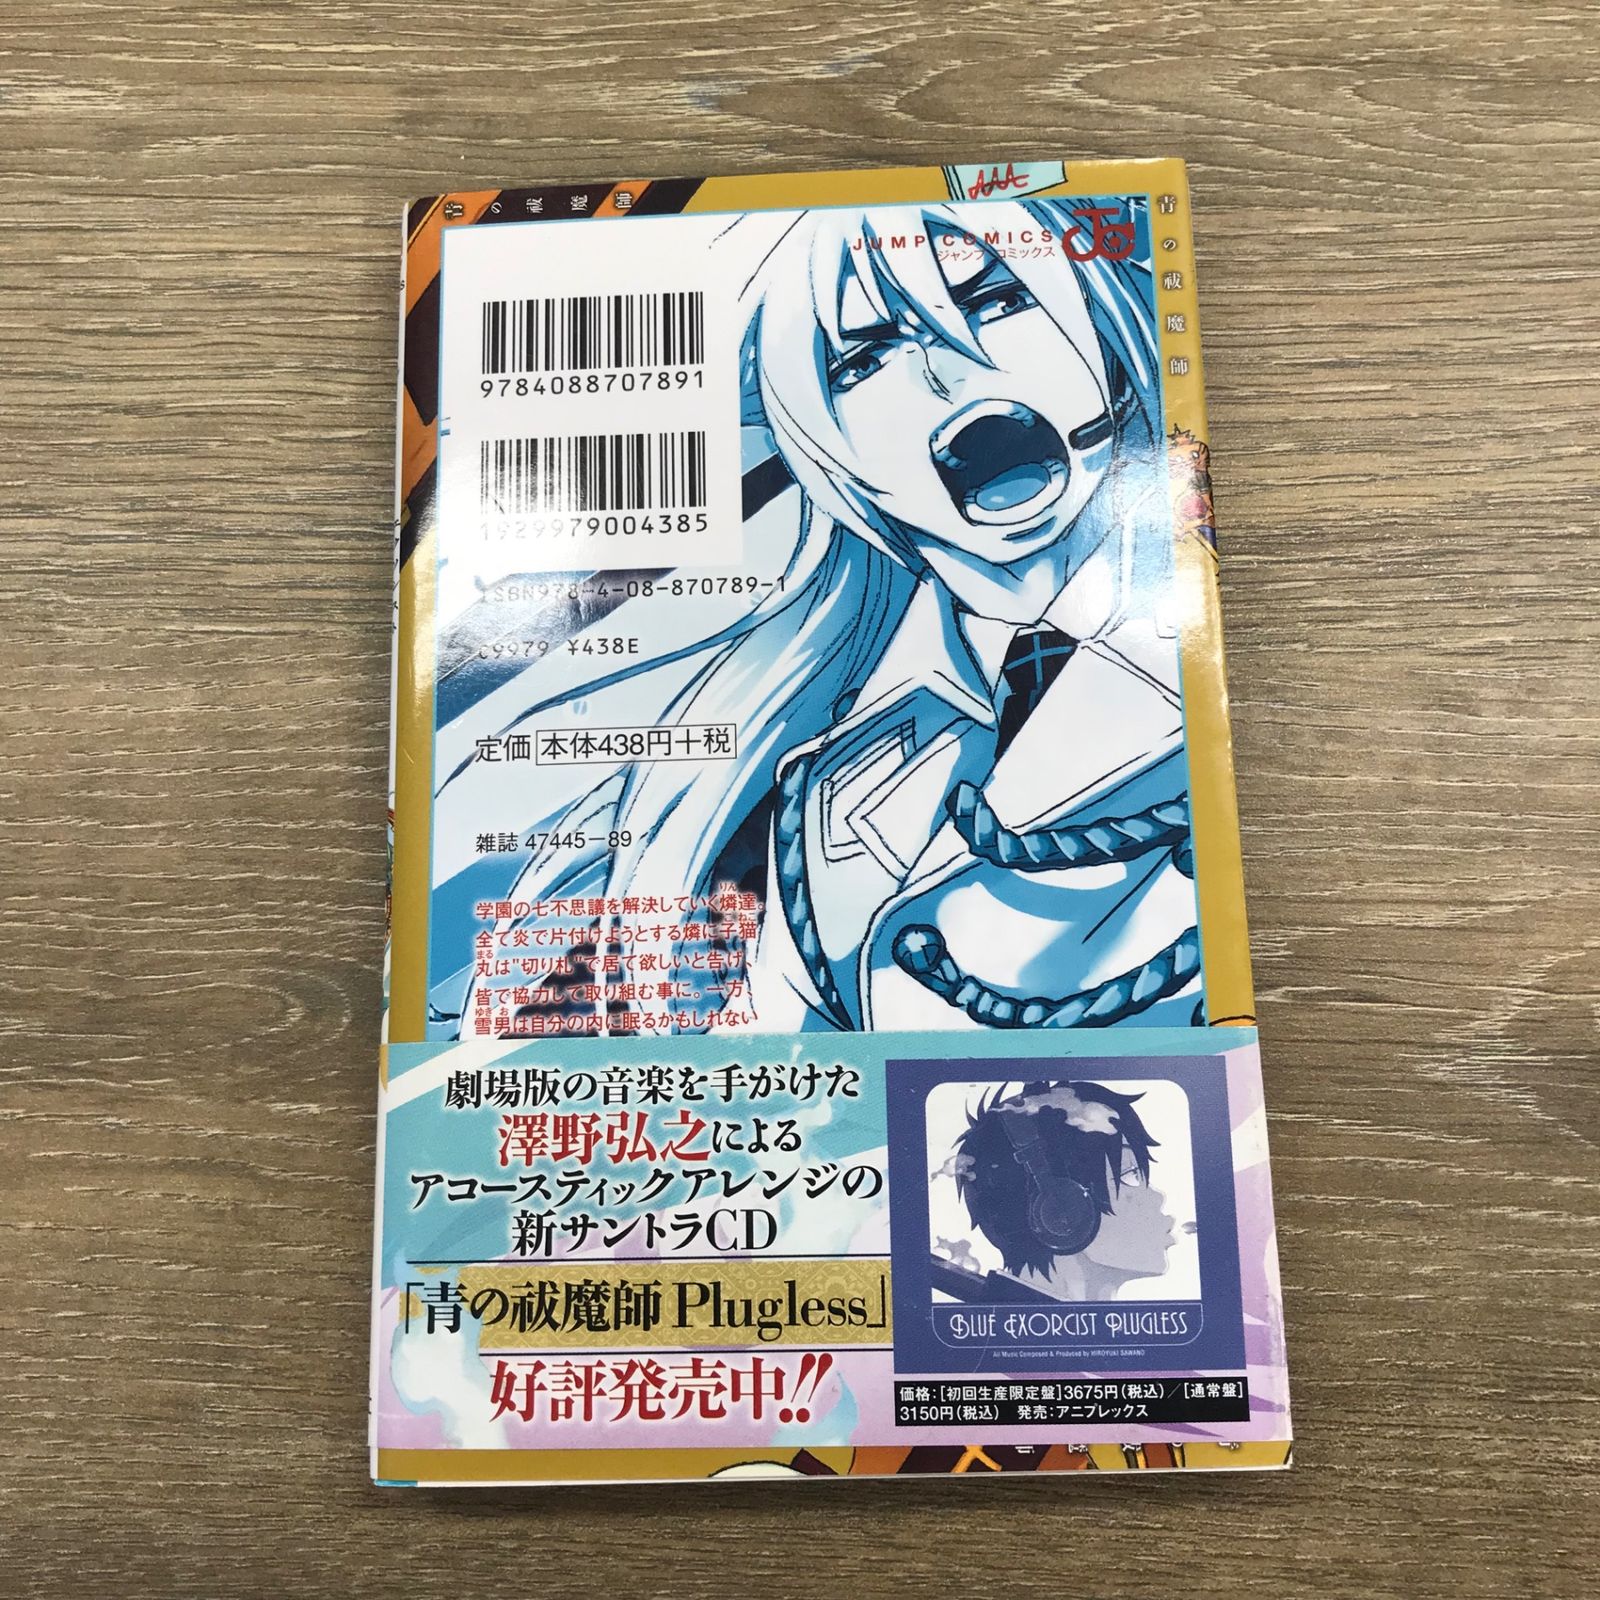 青の祓魔師
JUMP COMICS
ジャンプ コミックス
青の祓魔師
9784088707891
1929979004385
ISBN978-4-08-870789-1
C9979 ¥438E
定価 本体438円+税
雑誌 47445-89
りん
学園の七不思議を解決していく燐達。
こねこ
全て炎で片付けようとする燐に子猫
まる
丸は"切り札"で居て欲しいと告げ、
皆で協力して取り組む事に。一方、
ゆきお
雪男は自分の内に眠るかもしれない
劇場版の音楽を手がけた
澤野弘之による
アコースティックアレンジの
新サントラCD
「青の祓魔師 Plugless」
好評発売中!!
BLUE EXORCIST PLUGLESS
All Music Composed & Produced by HIROYUKI SAWANO
価格:[初回生産限定盤]3675円(税込)/[通常盤]
3150円(税込) 発売:アニプレックス